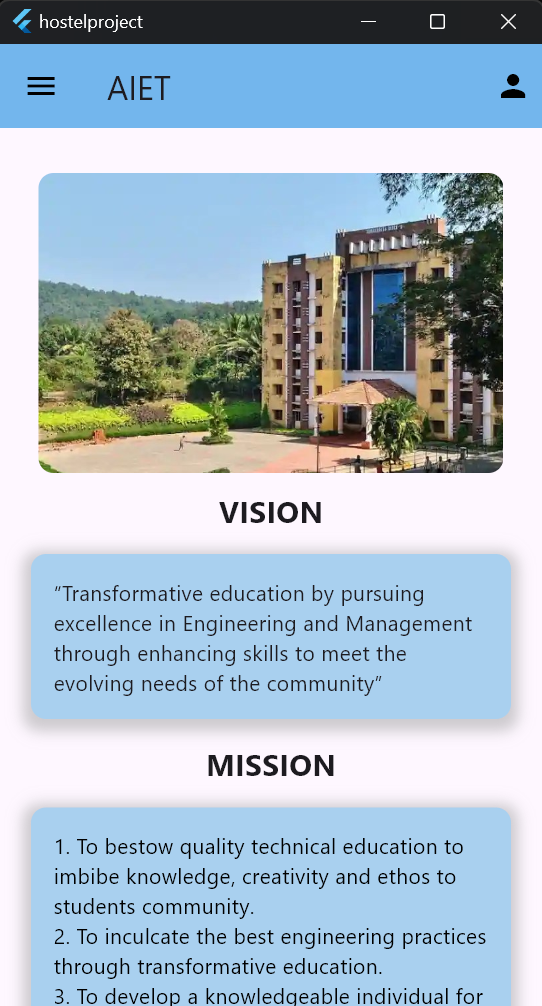 hostelproject
AIET
VISION
“Transformative education by pursuing
excellence in Engineering and Management
through enhancing skills to meet the
evolving needs of the community”
MISSION
1. To bestow quality technical education to
imbibe knowledge, creativity and ethos to
students community.
2. To inculcate the best engineering practices
through transformative education.
3. To develop a knowledgeable individual for